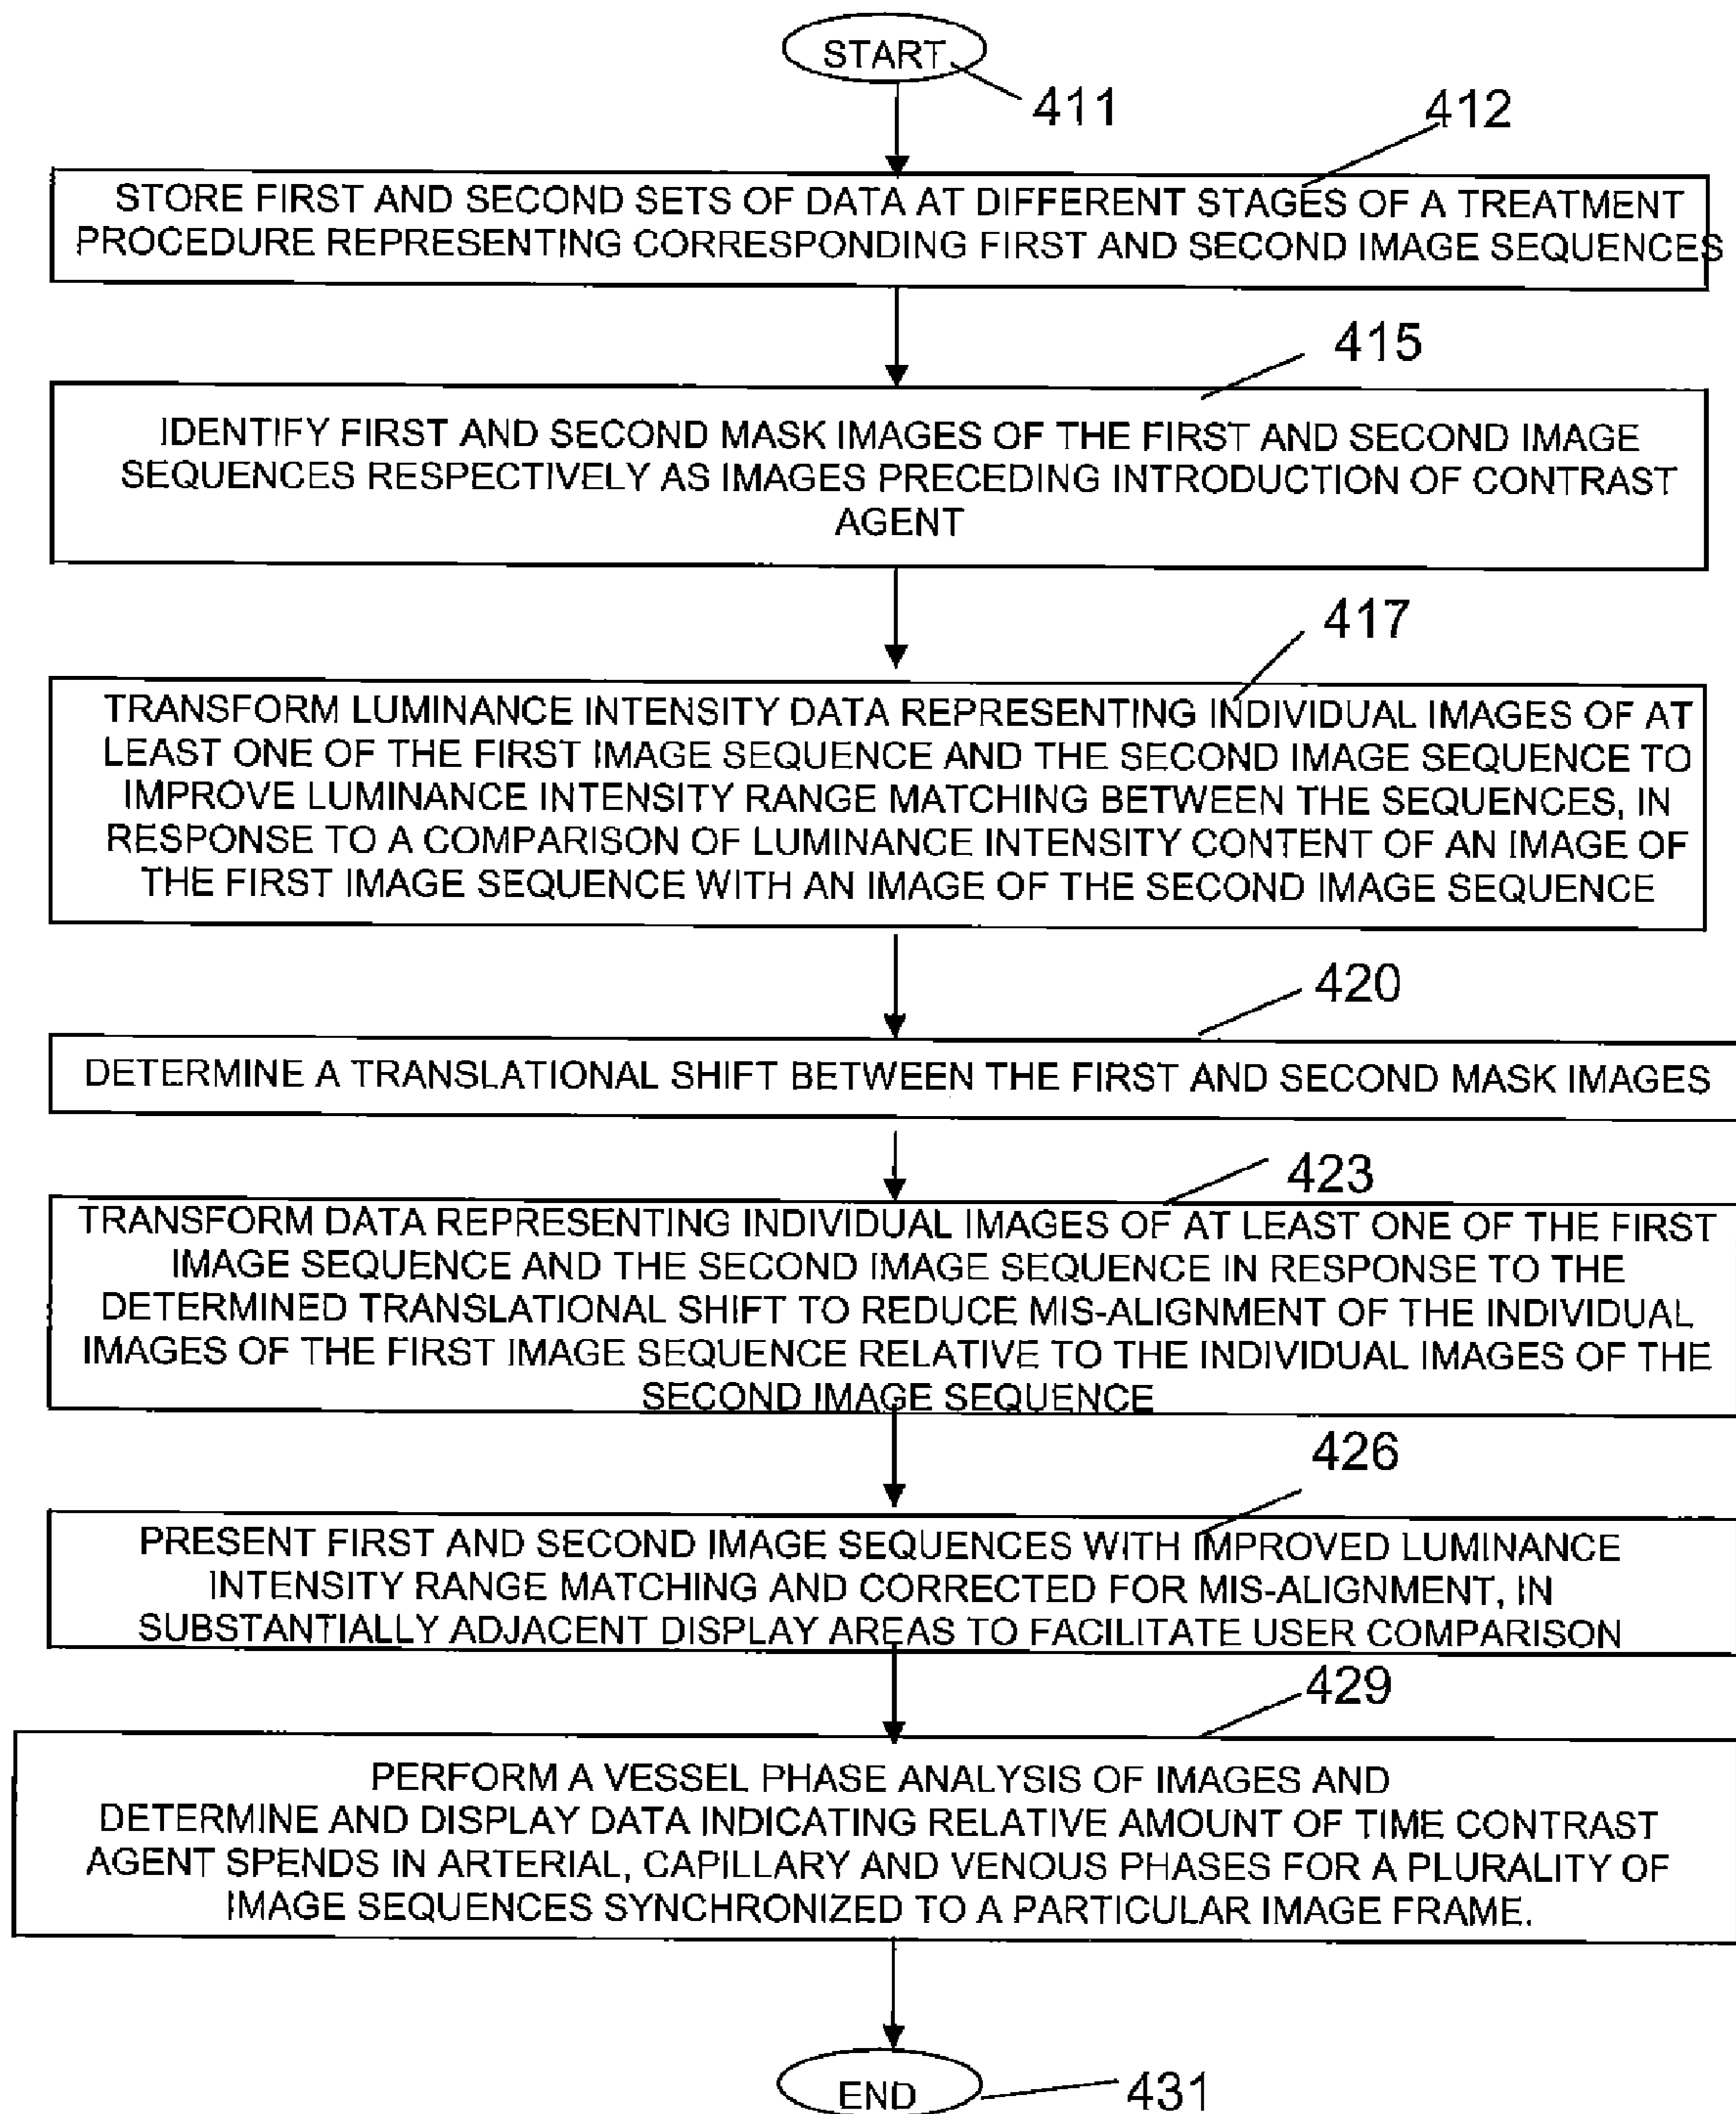 START
411
412
STORE FIRST AND SECOND SETS OF DATA AT DIFFERENT STAGES OF A TREATMENT
PROCEDURE REPRESENTING CORRESPONDING FIRST AND SECOND IMAGE SEQUENCES
415
IDENTIFY FIRST AND SECOND MASK IMAGES OF THE FIRST AND SECOND IMAGE
SEQUENCES RESPECTIVELY AS IMAGES PRECEDING INTRODUCTION OF CONTRAST
AGENT
417
TRANSFORM LUMINANCE INTENSITY DATA REPRESENTING INDIVIDUAL IMAGES OF AT
LEAST ONE OF THE FIRST IMAGE SEQUENCE AND THE SECOND IMAGE SEQUENCE TO
IMPROVE LUMINANCE INTENSITY RANGE MATCHING BETWEEN THE SEQUENCES, IN
RESPONSE TO A COMPARISON OF LUMINANCE INTENSITY CONTENT OF AN IMAGE OF
THE FIRST IMAGE SEQUENCE WITH AN IMAGE OF THE SECOND IMAGE SEQUENCE
420
DETERMINE A TRANSLATIONAL SHIFT BETWEEN THE FIRST AND SECOND MASK IMAGES
423
TRANSFORM DATA REPRESENTING INDIVIDUAL IMAGES OF AT LEAST ONE OF THE FIRST
IMAGE SEQUENCE AND THE SECOND IMAGE SEQUENCE IN RESPONSE TO THE
DETERMINED TRANSLATIONAL SHIFT TO REDUCE MIS-ALIGNMENT OF THE INDIVIDUAL
IMAGES OF THE FIRST IMAGE SEQUENCE RELATIVE TO THE INDIVIDUAL IMAGES OF THE
SECOND IMAGE SEQUENCE
426
PRESENT FIRST AND SECOND IMAGE SEQUENCES WITH IMPROVED LUMINANCE
INTENSITY RANGE MATCHING AND CORRECTED FOR MIS-ALIGNMENT, IN
SUBSTANTIALLY ADJACENT DISPLAY AREAS TO FACILITATE USER COMPARISON
429
PERFORM A VESSEL PHASE ANALYSIS OF IMAGES AND
DETERMINE AND DISPLAY DATA INDICATING RELATIVE AMOUNT OF TIME CONTRAST
AGENT SPENDS IN ARTERIAL, CAPILLARY AND VENOUS PHASES FOR A PLURALITY OF
IMAGE SEQUENCES SYNCHRONIZED TO A PARTICULAR IMAGE FRAME.
END
431